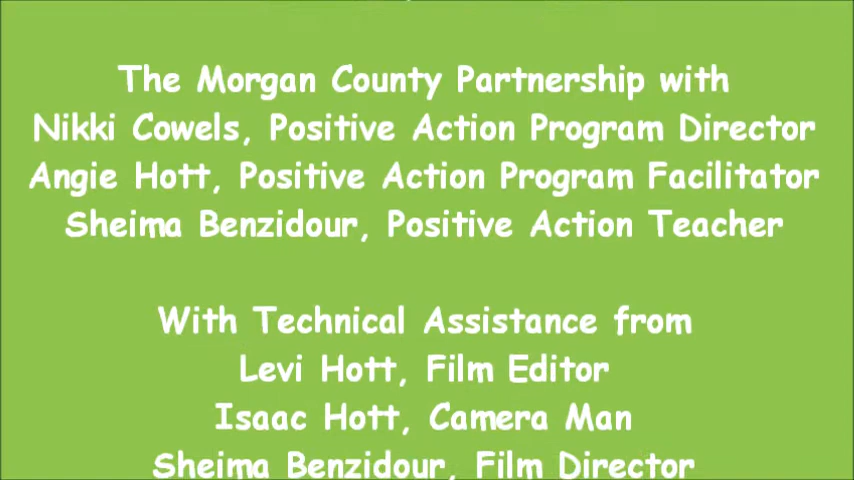 The Morgan County Partnership with
Nikki Cowels, Positive Action Program Director
Angie Hott, Positive Action Program Facilitator
Sheima Benzidour, Positive Action Teacher
With Technical Assistance from
Levi Hott, Film Editor
Isaac Hott, Camera Man
Sheima Benzidour, Film Director